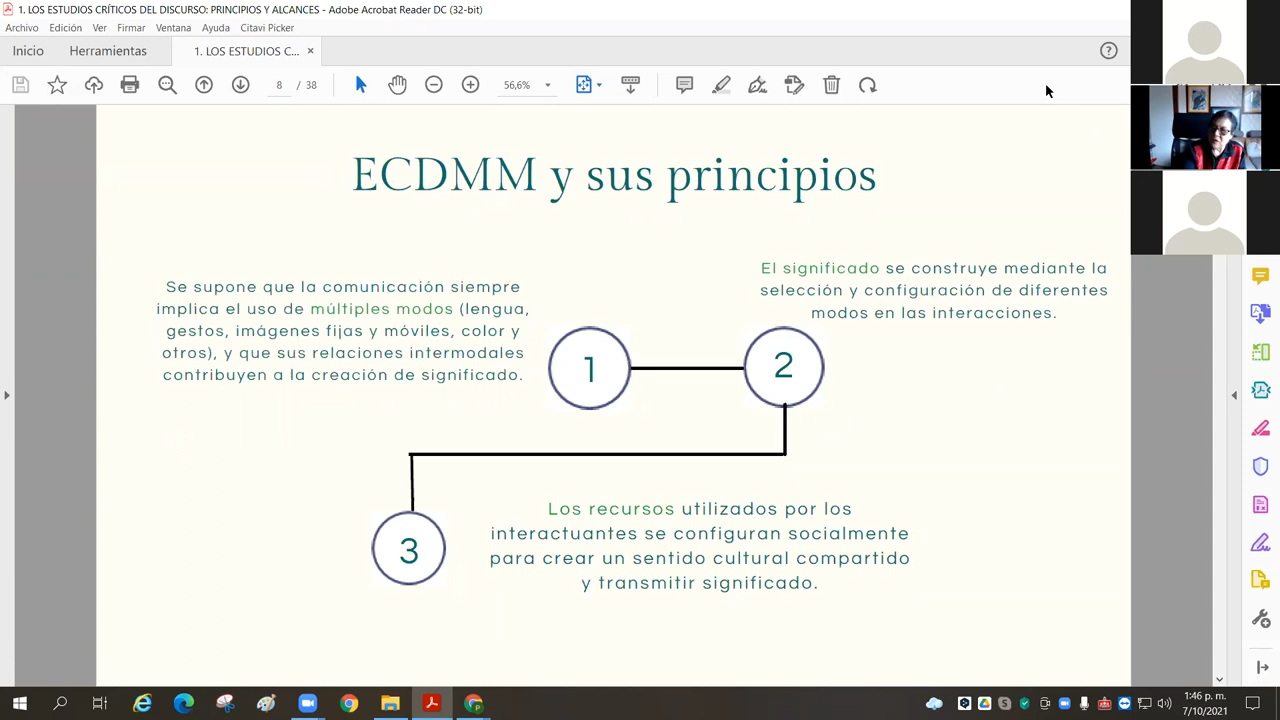 1. LOS ESTUDIOS CRÍTICOS DEL DISCURSO: PRINCIPIOS Y ALCANCES - Adobe Acrobat Reader DC (32-bit)
Archivo Edición Ver Firmar Ventana Ayuda Citavi Picker
Inicio Herramientas 1. LOS ESTUDIOS C... ×
8 / 38 56,6%
ECDMM y sus principios
Se supone que la comunicación siempre
implica el uso de múltiples modos (lengua,
gestos, imágenes fijas y móviles, color y
otros), y que sus relaciones intermodales
contribuyen a la creación de significado.
1
El significado se construye mediante la
selección y configuración de diferentes
modos en las interacciones.
2
3
Los recursos utilizados por los
interactuantes se configuran socialmente
para crear un sentido cultural compartido
y transmitir significado.
1:46 p. m.
7/10/2021